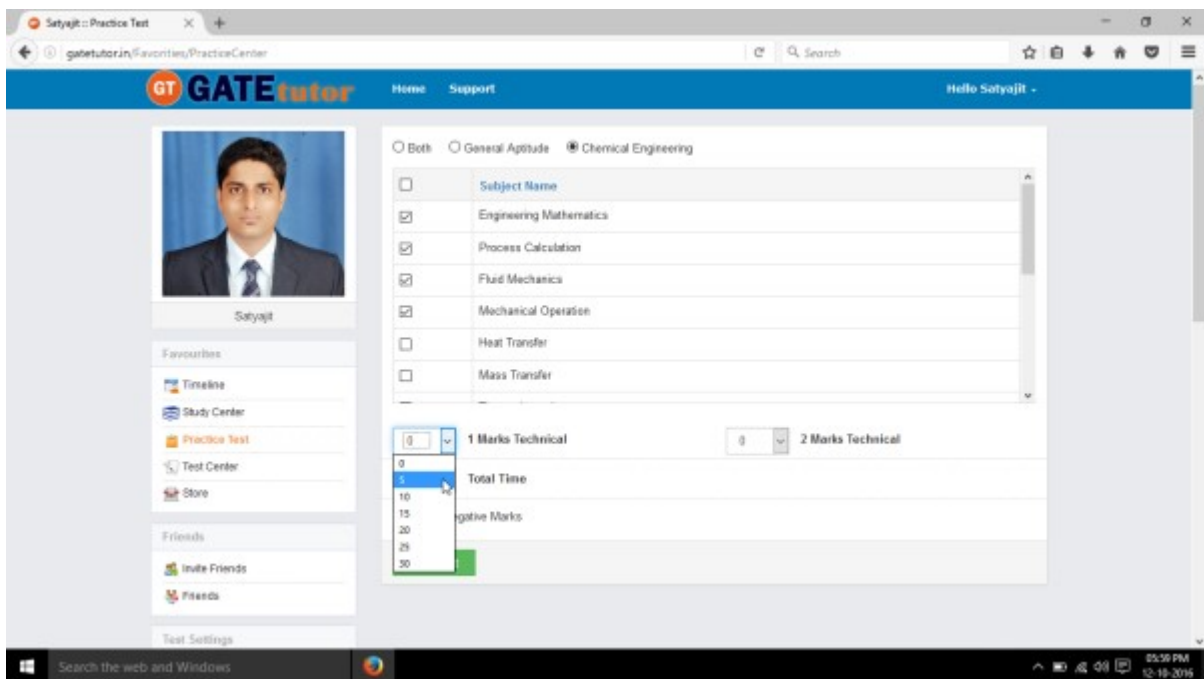 Satyajit :: Practice Test
gatetutor.in/Favorities/PracticeCenter
Search
GT GATEtutor
Home Support
Hello Satyajit
Satyajit
Favourites
Timeline
Study Center
Practice Test
Test Center
Store
Friends
Invite Friends
Friends
Test Settings
Both General Aptitude Chemical Engineering
Subject Name
Engineering Mathematics
Process Calculation
Fluid Mechanics
Mechanical Operation
Heat Transfer
Mass Transfer
0 1 Marks Technical 0 2 Marks Technical
0
5
10
15
20
25
30
Total Time
gative Marks
Search the web and Windows
05:59 PM
12-10-2016